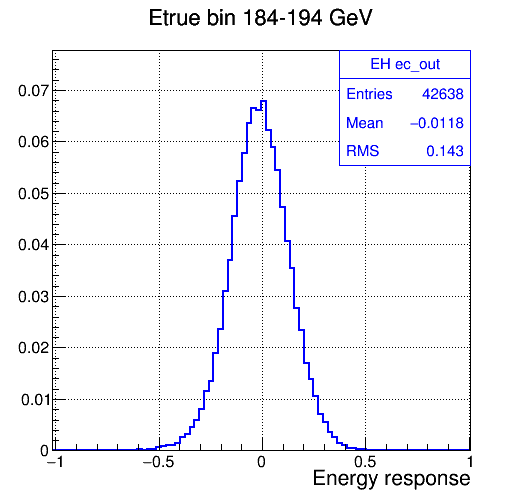 Etrue bin 184-194 GeV
EH ec_out
Entries 42638
Mean −0.0118
RMS 0.143
0.07
0.06
0.05
0.04
0.03
0.02
0.01
0
−1 −0.5 0 0.5 1
Energy response